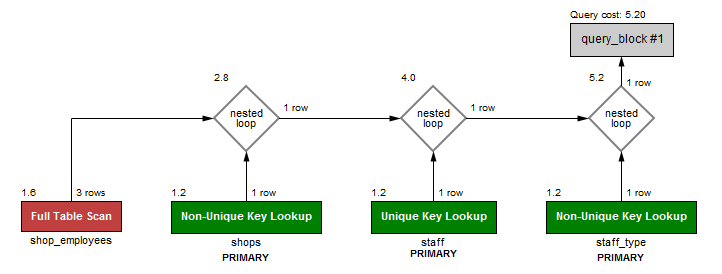 Query cost: 5.20
query_block #1
2.8
4.0
5.2
1 row
nested
loop
1 row
nested
loop
1 row
nested
loop
1.6
3 rows
1.2
1 row
1.2
1 row
1.2
1 row
Full Table Scan
Non-Unique Key Lookup
Unique Key Lookup
Non-Unique Key Lookup
shop_employees
shops
staff
staff_type
PRIMARY
PRIMARY
PRIMARY